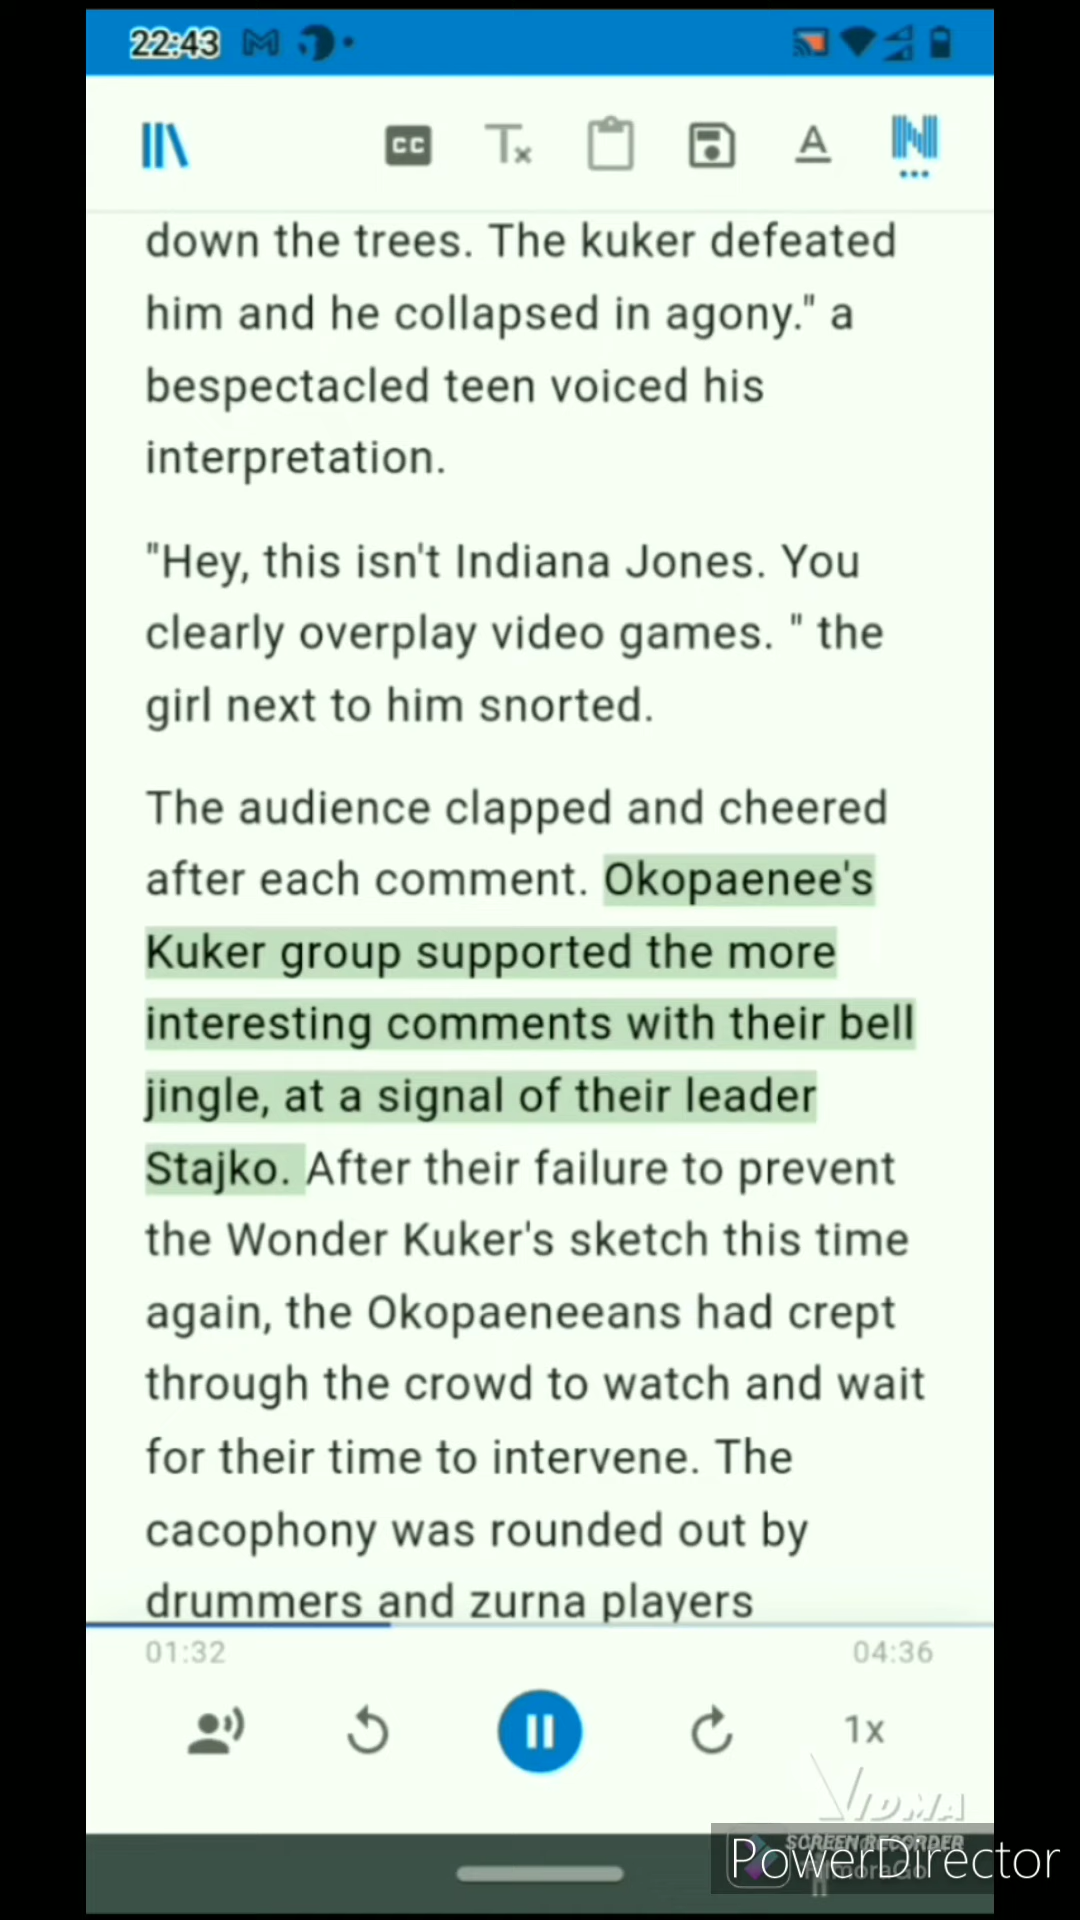 22:43
CC
down the trees. The kuker defeated
him and he collapsed in agony." a
bespectacled teen voiced his
interpretation.
"Hey, this isn't Indiana Jones. You
clearly overplay video games. " the
girl next to him snorted.
The audience clapped and cheered
after each comment. Okopaenee's
Kuker group supported the more
interesting comments with their bell
jingle, at a signal of their leader
Stajko. After their failure to prevent
the Wonder Kuker's sketch this time
again, the Okopaeneeans had crept
through the crowd to watch and wait
for their time to intervene. The
cacophony was rounded out by
drummers and zurna players
01:32 04:36
1x
VIDMA
SCREEN RECORDER
PowerDirector